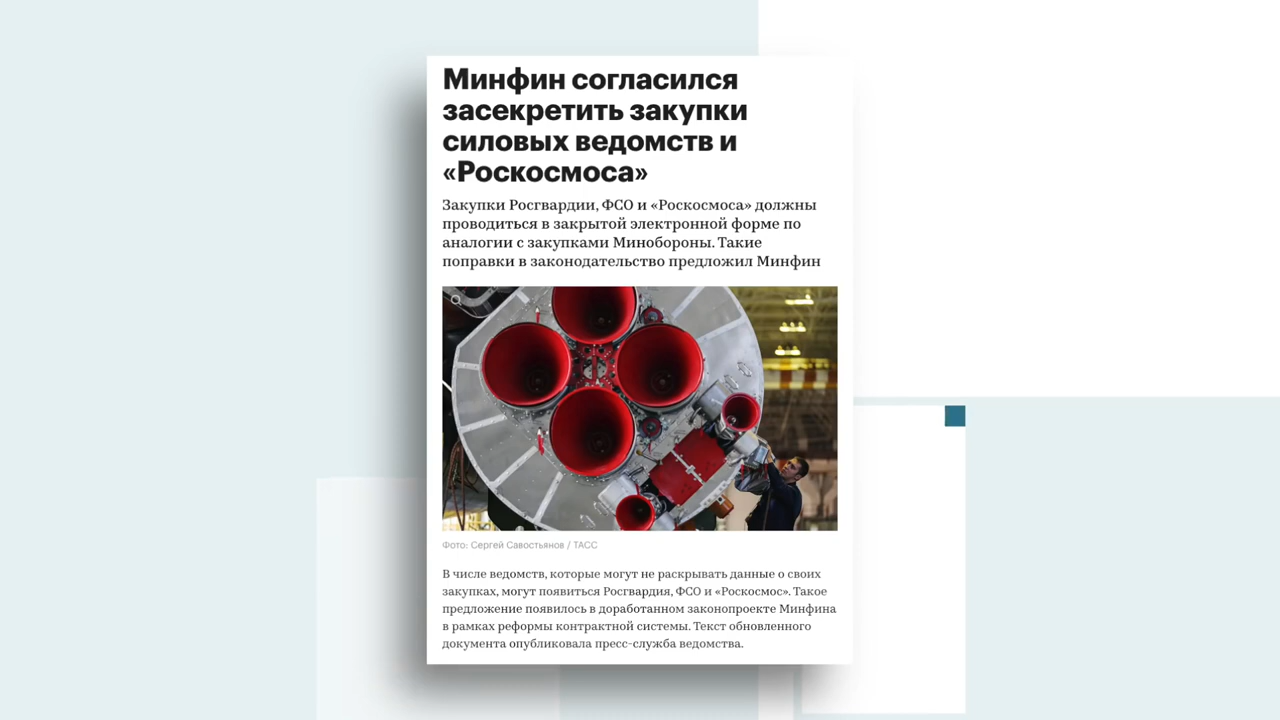 Минфин согласился
засекретить закупки
силовых ведомств и
«Роскосмоса»
Закупки Росгвардии, ФСО и «Роскосмоса» должны
проводиться в закрытой электронной форме по
аналогии с закупками Минобороны. Такие
поправки в законодательство предложил Минфин
Фото: Сергей Савостьянов / ТАСС
В числе ведомств, которые могут не раскрывать данные о своих
закупках, могут появиться Росгвардия, ФСО и «Роскосмос». Такое
предложение появилось в доработанном законопроекте Минфина
в рамках реформы контрактной системы. Текст обновленного
документа опубликовала пресс-служба ведомства.